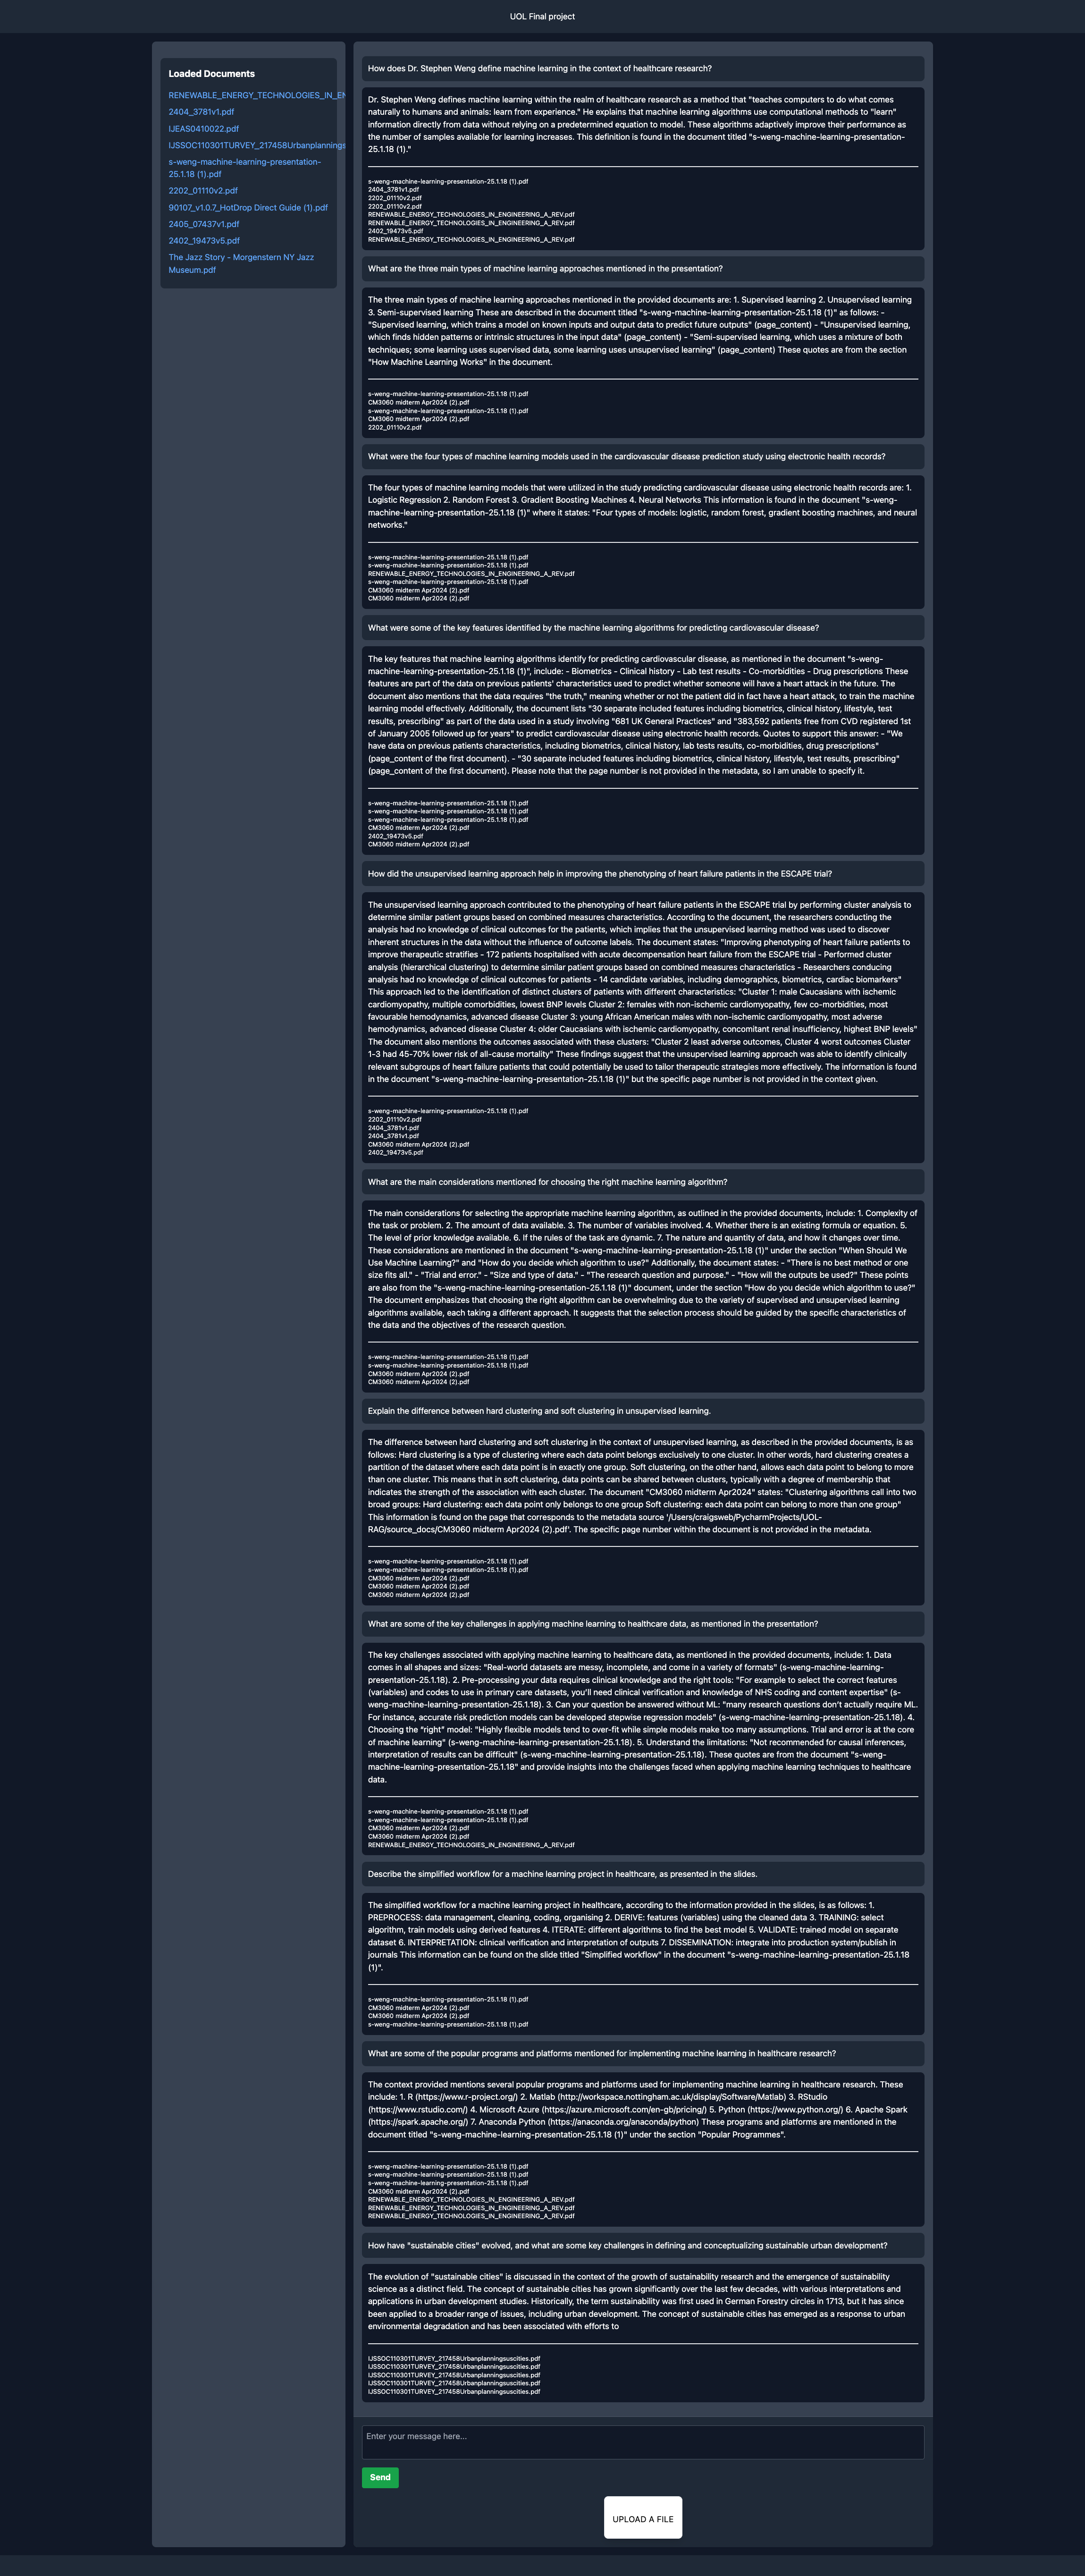 UOL Final project
Loaded Documents
RENEWABLE_ENERGY_TECHNOLOGIES_IN_EN
2404_3781v1.pdf
IJEAS0410022.pdf
IJSSOC110301TURVEY_217458Urbanplannings
s-weng-machine-learning-presentation-
25.1.18 (1).pdf
2202_01110v2.pdf
90107_v1.0.7_HotDrop Direct Guide (1).pdf
2405_07437v1.pdf
2402_19473v5.pdf
The Jazz Story - Morgenstern NY Jazz
Museum.pdf
How does Dr. Stephen Weng define machine learning in the context of healthcare research?
Dr. Stephen Weng defines machine learning within the realm of healthcare research as a method that "teaches computers to do what comes
naturally to humans and animals: learn from experience." He explains that machine learning algorithms use computational methods to "learn"
information directly from data without relying on a predetermined equation to model. These algorithms adaptively improve their performance as
the number of samples available for learning increases. This definition is found in the document titled "s-weng-machine-learning-presentation-
25.1.18 (1)."
s-weng-machine-learning-presentation-25.1.18 (1).pdf
2404_3781v1.pdf
2202_01110v2.pdf
2202_01110v2.pdf
RENEWABLE_ENERGY_TECHNOLOGIES_IN_ENGINEERING_A_REV.pdf
RENEWABLE_ENERGY_TECHNOLOGIES_IN_ENGINEERING_A_REV.pdf
2402_19473v5.pdf
RENEWABLE_ENERGY_TECHNOLOGIES_IN_ENGINEERING_A_REV.pdf
What are the three main types of machine learning approaches mentioned in the presentation?
The three main types of machine learning approaches mentioned in the provided documents are: 1. Supervised learning 2. Unsupervised learning
3. Semi-supervised learning These are described in the document titled "s-weng-machine-learning-presentation-25.1.18 (1)" as follows: -
"Supervised learning, which trains a model on known inputs and output data to predict future outputs" (page_content) - "Unsupervised learning,
which finds hidden patterns or intrinsic structures in the input data" (page_content) - "Semi-supervised learning, which uses a mixture of both
techniques; some learning uses supervised data, some learning uses unsupervised learning" (page_content) These quotes are from the section
"How Machine Learning Works" in the document.
s-weng-machine-learning-presentation-25.1.18 (1).pdf
CM3060 midterm Apr2024 (2).pdf
s-weng-machine-learning-presentation-25.1.18 (1).pdf
CM3060 midterm Apr2024 (2).pdf
2202_01110v2.pdf
What were the four types of machine learning models used in the cardiovascular disease prediction study using electronic health records?
The four types of machine learning models that were utilized in the study predicting cardiovascular disease using electronic health records are: 1.
Logistic Regression 2. Random Forest 3. Gradient Boosting Machines 4. Neural Networks This information is found in the document "s-weng-
machine-learning-presentation-25.1.18 (1)" where it states: "Four types of models: logistic, random forest, gradient boosting machines, and neural
networks."
s-weng-machine-learning-presentation-25.1.18 (1).pdf
s-weng-machine-learning-presentation-25.1.18 (1).pdf
RENEWABLE_ENERGY_TECHNOLOGIES_IN_ENGINEERING_A_REV.pdf
s-weng-machine-learning-presentation-25.1.18 (1).pdf
CM3060 midterm Apr2024 (2).pdf
CM3060 midterm Apr2024 (2).pdf
What were some of the key features identified by the machine learning algorithms for predicting cardiovascular disease?
The key features that machine learning algorithms identify for predicting cardiovascular disease, as mentioned in the document "s-weng-
machine-learning-presentation-25.1.18 (1)", include: - Biometrics - Clinical history - Lab test results - Co-morbidities - Drug prescriptions These
features are part of the data on previous patients' characteristics used to predict whether someone will have a heart attack in the future. The
document also mentions that the data requires "the truth," meaning whether or not the patient did in fact have a heart attack, to train the machine
learning model effectively. Additionally, the document lists "30 separate included features including biometrics, clinical history, lifestyle, test
results, prescribing" as part of the data used in a study involving "681 UK General Practices" and "383,592 patients free from CVD registered 1st
of January 2005 followed up for years" to predict cardiovascular disease using electronic health records. Quotes to support this answer: - "We
have data on previous patients characteristics, including biometrics, clinical history, lab tests results, co-morbidities, drug prescriptions"
(page_content of the first document). - "30 separate included features including biometrics, clinical history, lifestyle, test results, prescribing"
(page_content of the first document). Please note that the page number is not provided in the metadata, so I am unable to specify it.
s-weng-machine-learning-presentation-25.1.18 (1).pdf
s-weng-machine-learning-presentation-25.1.18 (1).pdf
s-weng-machine-learning-presentation-25.1.18 (1).pdf
CM3060 midterm Apr2024 (2).pdf
2402_19473v5.pdf
CM3060 midterm Apr2024 (2).pdf
How did the unsupervised learning approach help in improving the phenotyping of heart failure patients in the ESCAPE trial?
The unsupervised learning approach contributed to the phenotyping of heart failure patients in the ESCAPE trial by performing cluster analysis to
determine similar patient groups based on combined measures characteristics. According to the document, the researchers conducting the
analysis had no knowledge of clinical outcomes for the patients, which implies that the unsupervised learning method was used to discover
inherent structures in the data without the influence of outcome labels. The document states: "Improving phenotyping of heart failure patients to
improve therapeutic stratifies - 172 patients hospitalised with acute decompensation heart failure from the ESCAPE trial - Performed cluster
analysis (hierarchical clustering) to determine similar patient groups based on combined measures characteristics - Researchers conducing
analysis had no knowledge of clinical outcomes for patients - 14 candidate variables, including demographics, biometrics, cardiac biomarkers"
This approach led to the identification of distinct clusters of patients with different characteristics: "Cluster 1: male Caucasians with ischemic
cardiomyopathy, multiple comorbidities, lowest BNP levels Cluster 2: females with non-ischemic cardiomyopathy, few co-morbidities, most
favourable hemodynamics, advanced disease Cluster 3: young African American males with non-ischemic cardiomyopathy, most adverse
hemodynamics, advanced disease Cluster 4: older Caucasians with ischemic cardiomyopathy, concomitant renal insufficiency, highest BNP levels"
The document also mentions the outcomes associated with these clusters: "Cluster 2 least adverse outcomes, Cluster 4 worst outcomes Cluster
1-3 had 45-70% lower risk of all-cause mortality" These findings suggest that the unsupervised learning approach was able to identify clinically
relevant subgroups of heart failure patients that could potentially be used to tailor therapeutic strategies more effectively. The information is found
in the document "s-weng-machine-learning-presentation-25.1.18 (1)" but the specific page number is not provided in the context given.
s-weng-machine-learning-presentation-25.1.18 (1).pdf
2202_01110v2.pdf
2404_3781v1.pdf
2404_3781v1.pdf
CM3060 midterm Apr2024 (2).pdf
2402_19473v5.pdf
What are the main considerations mentioned for choosing the right machine learning algorithm?
The main considerations for selecting the appropriate machine learning algorithm, as outlined in the provided documents, include: 1. Complexity of
the task or problem. 2. The amount of data available. 3. The number of variables involved. 4. Whether there is an existing formula or equation. 5.
The level of prior knowledge available. 6. If the rules of the task are dynamic. 7. The nature and quantity of data, and how it changes over time.
These considerations are mentioned in the document "s-weng-machine-learning-presentation-25.1.18 (1)" under the section "When Should We
Use Machine Learning?" and "How do you decide which algorithm to use?" Additionally, the document states: - "There is no best method or one
size fits all." - "Trial and error." - "Size and type of data." - "The research question and purpose." - "How will the outputs be used?" These points
are also from the "s-weng-machine-learning-presentation-25.1.18 (1)" document, under the section "How do you decide which algorithm to use?"
The document emphasizes that choosing the right algorithm can be overwhelming due to the variety of supervised and unsupervised learning
algorithms available, each taking a different approach. It suggests that the selection process should be guided by the specific characteristics of
the data and the objectives of the research question.
s-weng-machine-learning-presentation-25.1.18 (1).pdf
s-weng-machine-learning-presentation-25.1.18 (1).pdf
CM3060 midterm Apr2024 (2).pdf
CM3060 midterm Apr2024 (2).pdf
Explain the difference between hard clustering and soft clustering in unsupervised learning.
The difference between hard clustering and soft clustering in the context of unsupervised learning, as described in the provided documents, is as
follows: Hard clustering is a type of clustering where each data point belongs exclusively to one cluster. In other words, hard clustering creates a
partition of the dataset where each data point is in exactly one group. Soft clustering, on the other hand, allows each data point to belong to more
than one cluster. This means that in soft clustering, data points can be shared between clusters, typically with a degree of membership that
indicates the strength of the association with each cluster. The document "CM3060 midterm Apr2024" states: "Clustering algorithms call into two
broad groups: Hard clustering: each data point only belongs to one group Soft clustering: each data point can belong to more than one group"
This information is found on the page that corresponds to the metadata source '/Users/craigsweb/PycharmProjects/UOL-
RAG/source_docs/CM3060 midterm Apr2024 (2).pdf'. The specific page number within the document is not provided in the metadata.
s-weng-machine-learning-presentation-25.1.18 (1).pdf
s-weng-machine-learning-presentation-25.1.18 (1).pdf
CM3060 midterm Apr2024 (2).pdf
CM3060 midterm Apr2024 (2).pdf
CM3060 midterm Apr2024 (2).pdf
What are some of the key challenges in applying machine learning to healthcare data, as mentioned in the presentation?
The key challenges associated with applying machine learning to healthcare data, as mentioned in the provided documents, include: 1. Data
comes in all shapes and sizes: "Real-world datasets are messy, incomplete, and come in a variety of formats" (s-weng-machine-learning-
presentation-25.1.18). 2. Pre-processing your data requires clinical knowledge and the right tools: "For example to select the correct features
(variables) and codes to use in primary care datasets, you'll need clinical verification and knowledge of NHS coding and content expertise" (s-
weng-machine-learning-presentation-25.1.18). 3. Can your question be answered without ML: "many research questions don't actually require ML.
For instance, accurate risk prediction models can be developed stepwise regression models" (s-weng-machine-learning-presentation-25.1.18). 4.
Choosing the "right" model: "Highly flexible models tend to over-fit while simple models make too many assumptions. Trial and error is at the core
of machine learning" (s-weng-machine-learning-presentation-25.1.18). 5. Understand the limitations: "Not recommended for causal inferences,
interpretation of results can be difficult" (s-weng-machine-learning-presentation-25.1.18). These quotes are from the document "s-weng-
machine-learning-presentation-25.1.18" and provide insights into the challenges faced when applying machine learning techniques to healthcare
data.
s-weng-machine-learning-presentation-25.1.18 (1).pdf
s-weng-machine-learning-presentation-25.1.18 (1).pdf
CM3060 midterm Apr2024 (2).pdf
CM3060 midterm Apr2024 (2).pdf
RENEWABLE_ENERGY_TECHNOLOGIES_IN_ENGINEERING_A_REV.pdf
Describe the simplified workflow for a machine learning project in healthcare, as presented in the slides.
The simplified workflow for a machine learning project in healthcare, according to the information provided in the slides, is as follows: 1.
PREPROCESS: data management, cleaning, coding, organising 2. DERIVE: features (variables) using the cleaned data 3. TRAINING: select
algorithm, train models using derived features 4. ITERATE: different algorithms to find the best model 5. VALIDATE: trained model on separate
dataset 6. INTERPRETATION: clinical verification and interpretation of outputs 7. DISSEMINATION: integrate into production system/publish in
journals This information can be found on the slide titled "Simplified workflow" in the document "s-weng-machine-learning-presentation-25.1.18
(1)".
s-weng-machine-learning-presentation-25.1.18 (1).pdf
CM3060 midterm Apr2024 (2).pdf
CM3060 midterm Apr2024 (2).pdf
s-weng-machine-learning-presentation-25.1.18 (1).pdf
What are some of the popular programs and platforms mentioned for implementing machine learning in healthcare research?
The context provided mentions several popular programs and platforms used for implementing machine learning in healthcare research. These
include: 1. R (https://www.r-project.org/) 2. Matlab (http://workspace.nottingham.ac.uk/display/Software/Matlab) 3. RStudio
(https://www.rstudio.com/) 4. Microsoft Azure (https://azure.microsoft.com/en-gb/pricing/) 5. Python (https://www.python.org/) 6. Apache Spark
(https://spark.apache.org/) 7. Anaconda Python (https://anaconda.org/anaconda/python) These programs and platforms are mentioned in the
document titled "s-weng-machine-learning-presentation-25.1.18 (1)" under the section "Popular Programmes".
s-weng-machine-learning-presentation-25.1.18 (1).pdf
s-weng-machine-learning-presentation-25.1.18 (1).pdf
s-weng-machine-learning-presentation-25.1.18 (1).pdf
CM3060 midterm Apr2024 (2).pdf
RENEWABLE_ENERGY_TECHNOLOGIES_IN_ENGINEERING_A_REV.pdf
RENEWABLE_ENERGY_TECHNOLOGIES_IN_ENGINEERING_A_REV.pdf
RENEWABLE_ENERGY_TECHNOLOGIES_IN_ENGINEERING_A_REV.pdf
How have "sustainable cities" evolved, and what are some key challenges in defining and conceptualizing sustainable urban development?
The evolution of "sustainable cities" is discussed in the context of the growth of sustainability research and the emergence of sustainability
science as a distinct field. The concept of sustainable cities has grown significantly over the last few decades, with various interpretations and
applications in urban development studies. Historically, the term sustainability was first used in German Forestry circles in 1713, but it has since
been applied to a broader range of issues, including urban development. The concept of sustainable cities has emerged as a response to urban
environmental degradation and has been associated with efforts to
IJSSOC110301TURVEY_217458Urbanplanningsuscities.pdf
IJSSOC110301TURVEY_217458Urbanplanningsuscities.pdf
IJSSOC110301TURVEY_217458Urbanplanningsuscities.pdf
IJSSOC110301TURVEY_217458Urbanplanningsuscities.pdf
IJSSOC110301TURVEY_217458Urbanplanningsuscities.pdf
Enter your message here...
Send
UPLOAD A FILE